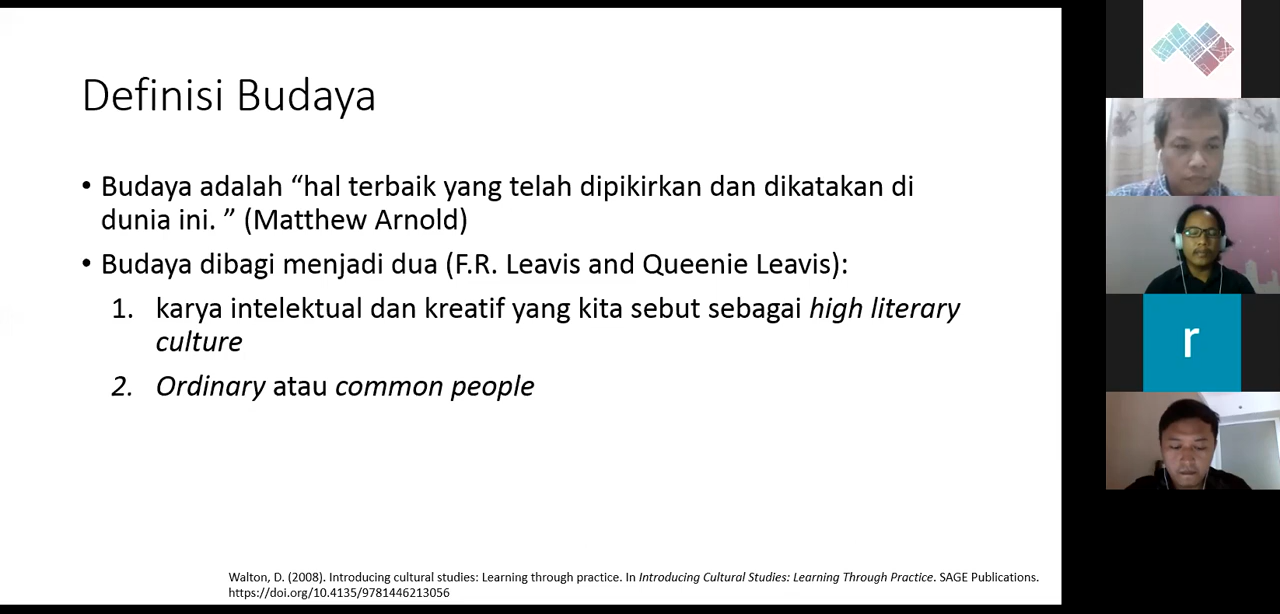 Definisi Budaya
• Budaya adalah “hal terbaik yang telah dipikirkan dan dikatakan di
dunia ini. ” (Matthew Arnold)
• Budaya dibagi menjadi dua (F.R. Leavis and Queenie Leavis):
1. karya intelektual dan kreatif yang kita sebut sebagai high literary
culture
2. Ordinary atau common people
Walton, D. (2008). Introducing cultural studies: Learning through practice. In Introducing Cultural Studies: Learning Through Practice. SAGE Publications.
https://doi.org/10.4135/9781446213056
r